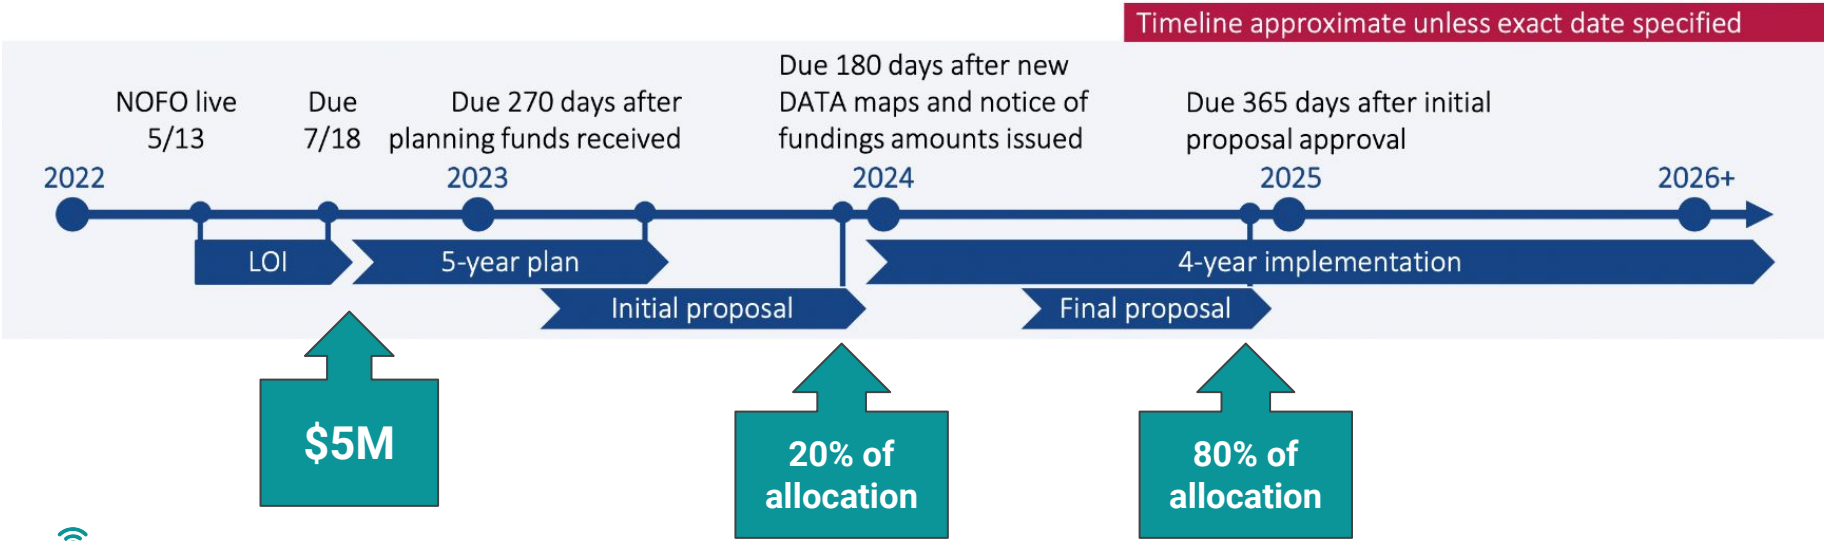 Timeline approximate unless exact date specified
NOFO live
5/13
Due
7/18
Due 270 days after
planning funds received
Due 180 days after new
DATA maps and notice of
fundings amounts issued
Due 365 days after initial
proposal approval
2022
2023
2024
2025
2026+
LOI
5-year plan
4-year implementation
Initial proposal
Final proposal
$5M
20% of
allocation
80% of
allocation